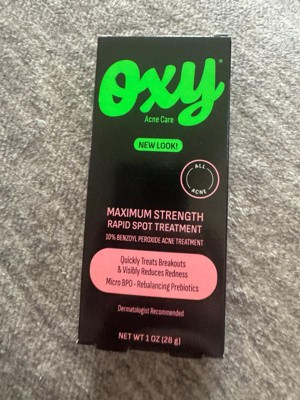 Oxy
Acne Care
NEW LOOK!
ALL
ACNE
MAXIMUM STRENGTH
RAPID SPOT TREATMENT
10% BENZOYL PEROXIDE ACNE TREATMENT
Quickly Treats Breakouts
& Visibly Reduces Redness
Micro BPO - Rebalancing Prebiotics
Dermatologist Recommended
NET WT 1 OZ (28 g)